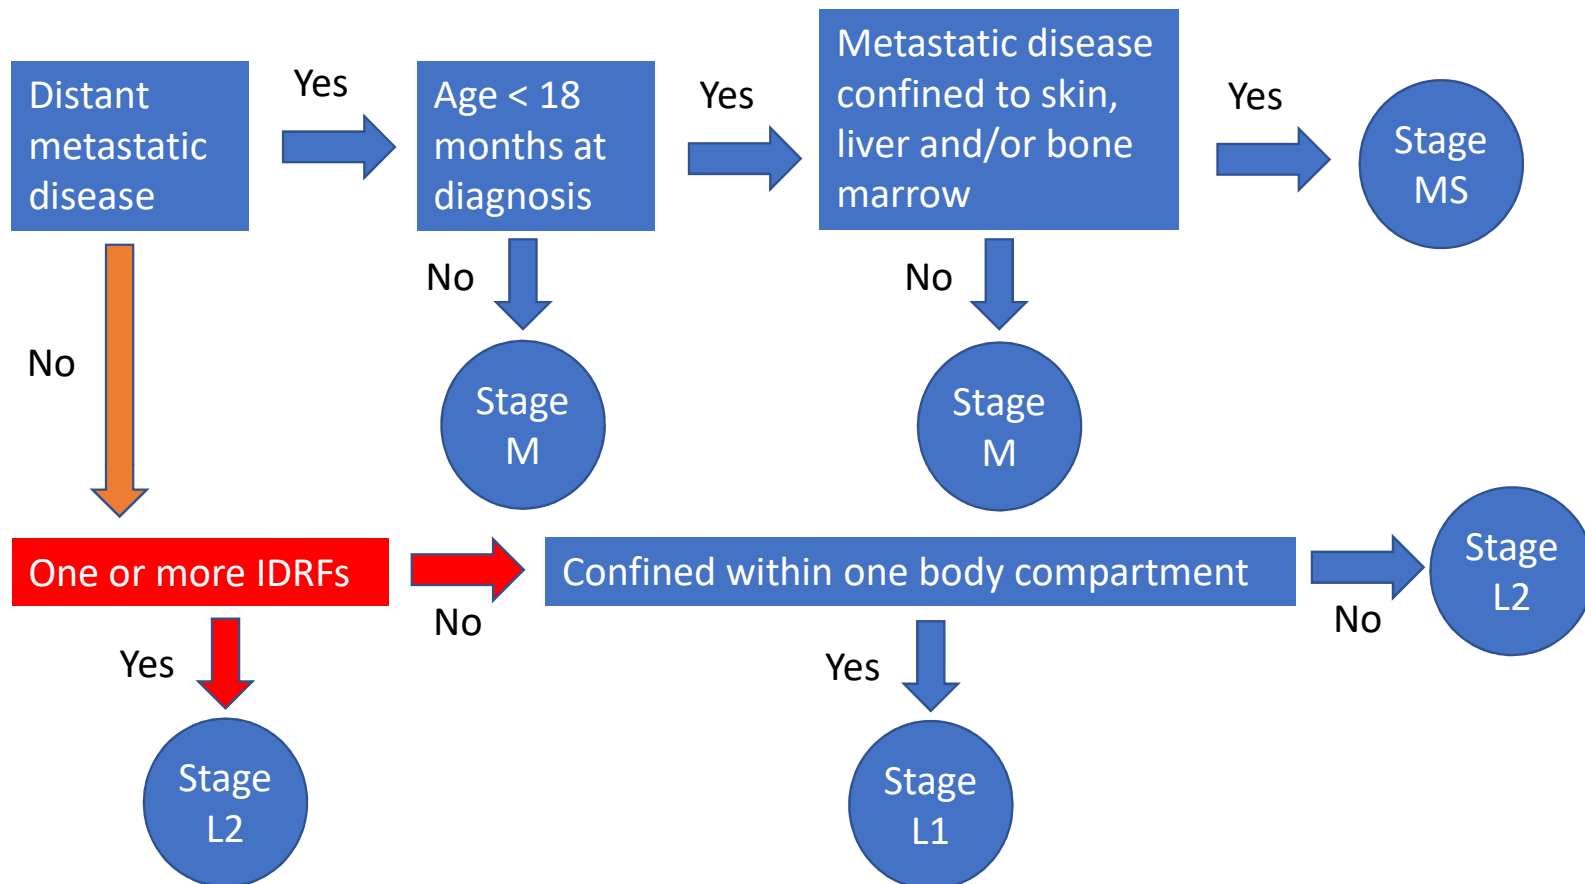 Distant
metastatic
disease
Yes
Age < 18
months at
diagnosis
Yes
Metastatic disease
confined to skin,
liver and/or bone
marrow
Yes
Stage
MS
No
No
No
Stage
M
Stage
M
One or more IDRFs
No
Confined within one body compartment
No
Stage
L2
Yes
Yes
Stage
L2
Stage
L1